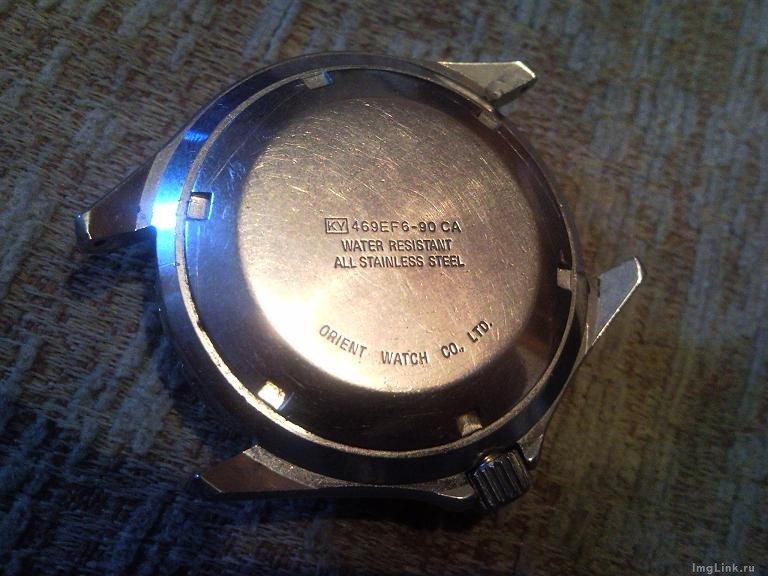 KY 469EF6-90 CA
WATER RESISTANT
ALL STAINLESS STEEL
ORIENT WATCH CO., LTD.
ImgLink.ru